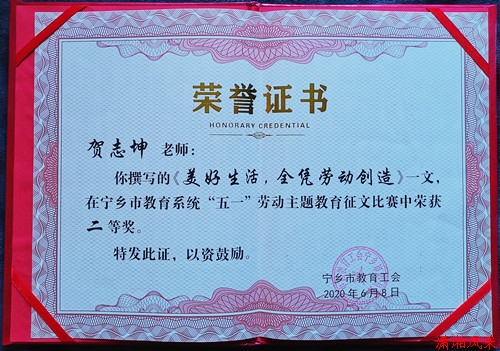 荣誉证书
HONORARY CREDENTIAL
贺志坤 老师：
你撰写的《美好生活，全凭劳动创造》一文，
在宁乡市教育系统“五一”劳动主题教育征文比赛中荣获
二等奖。
特发此证，以资鼓励。
宁乡市教育工会
2020年6月8日
潇湘风采